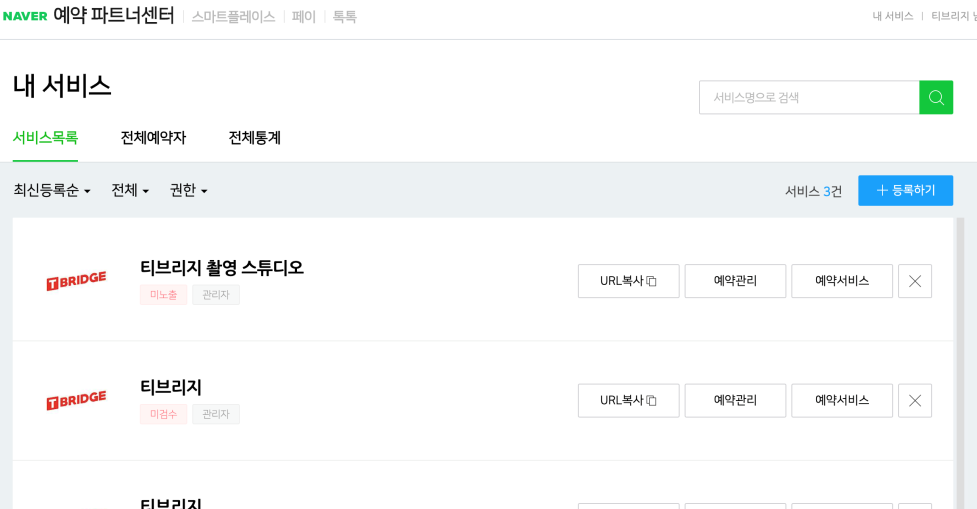 NAVER 예약 파트너센터 스마트플레이스 페이 톡톡 내 서비스 티브리지 님
내 서비스
서비스명으로 검색
서비스목록 전체예약자 전체통계
최신등록순 전체 권한 서비스 3건 + 등록하기
TBRIDGE
티브리지 촬영 스튜디오
미노출 관리자
URL복사 예약관리 예약서비스
TBRIDGE
티브리지
미검수 관리자
URL복사 예약관리 예약서비스
티브리지